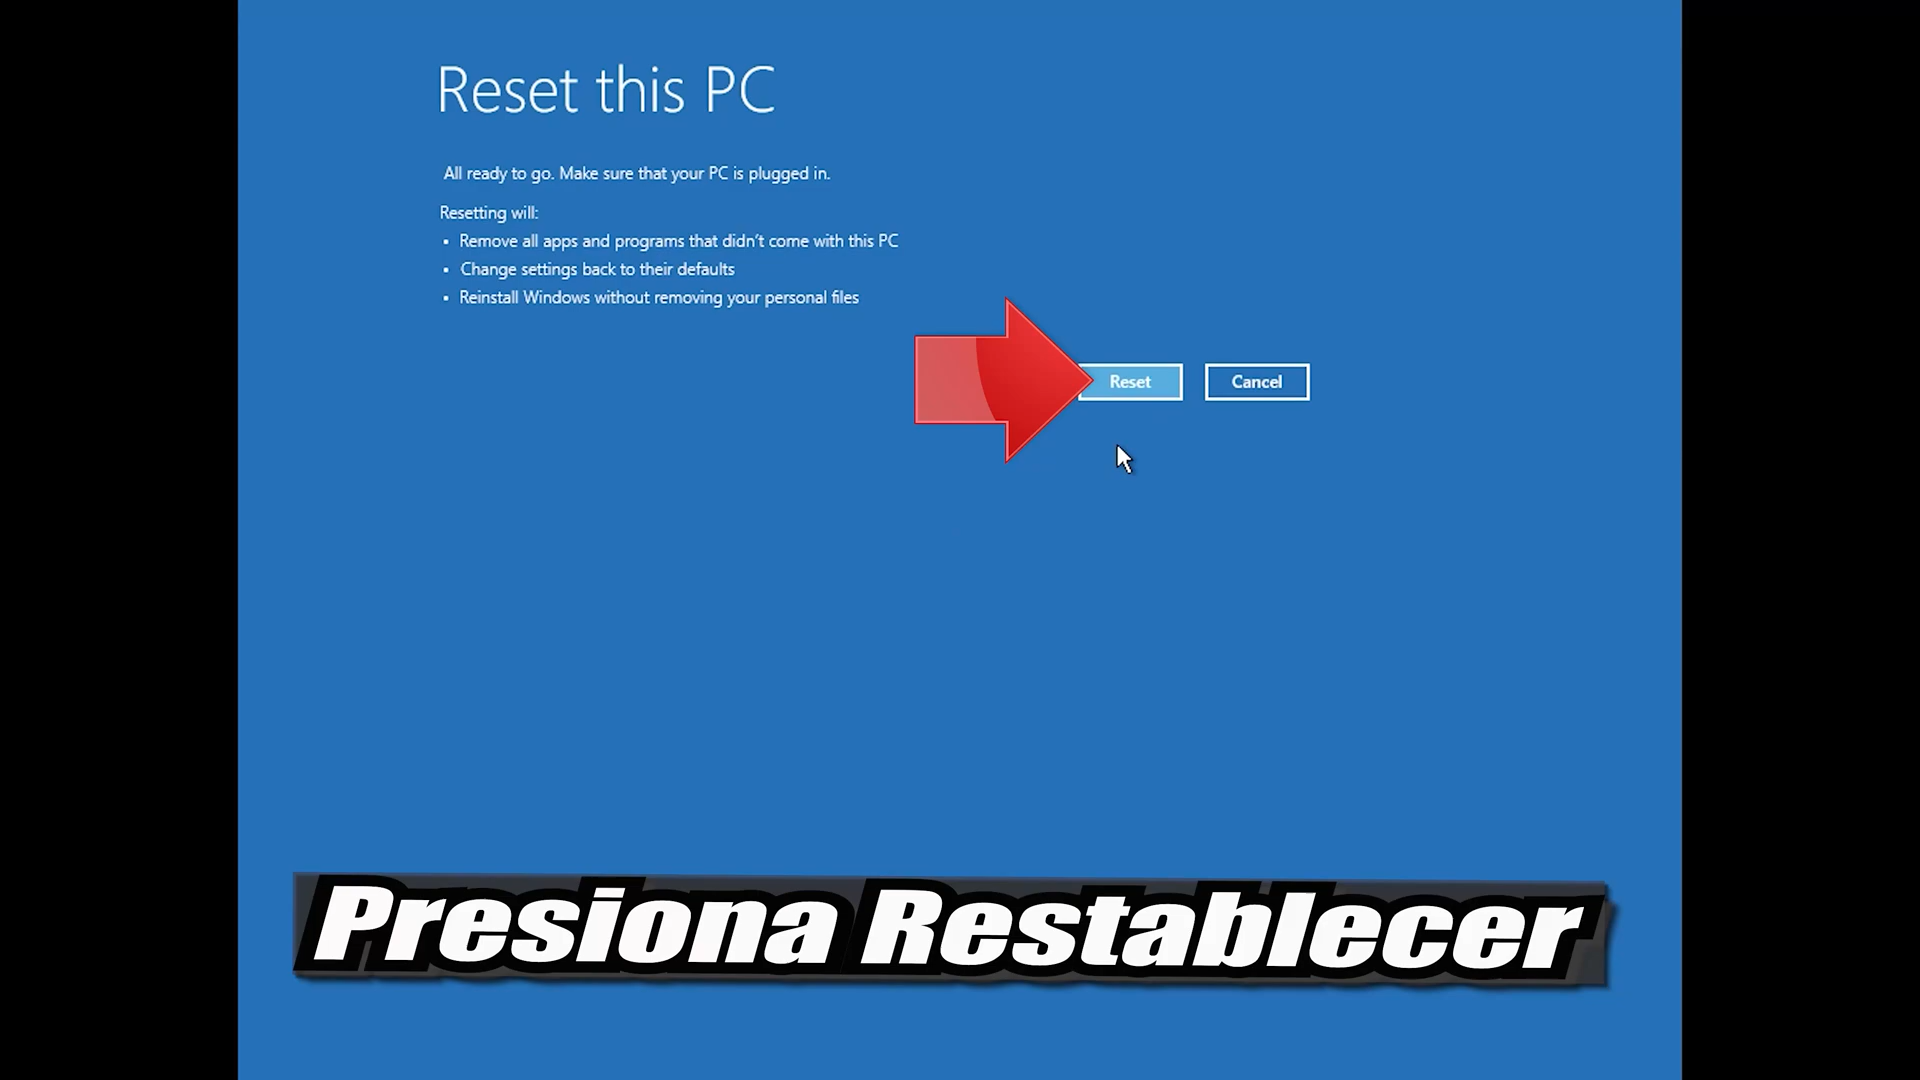 Reset this PC
All ready to go. Make sure that your PC is plugged in.
Resetting will:
▪ Remove all apps and programs that didn't come with this PC
▪ Change settings back to their defaults
▪ Reinstall Windows without removing your personal files
Reset
Cancel
Presiona Restablecer